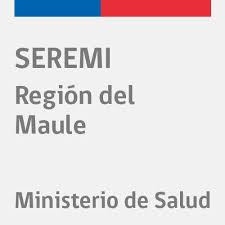 SEREMI
Región del
Maule
Ministerio de Salud